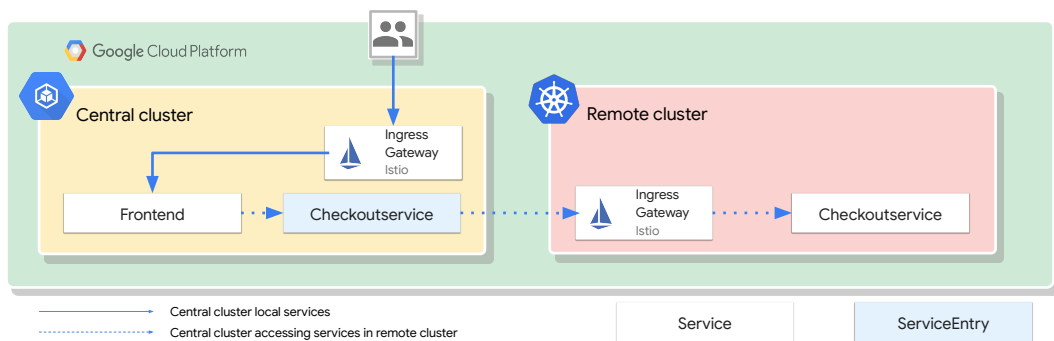 Google Cloud Platform
Central cluster
Ingress
Gateway
Istio
Frontend
Checkoutservice
Remote cluster
Ingress
Gateway
Istio
Checkoutservice
Central cluster local services
Central cluster accessing services in remote cluster
Service
ServiceEntry